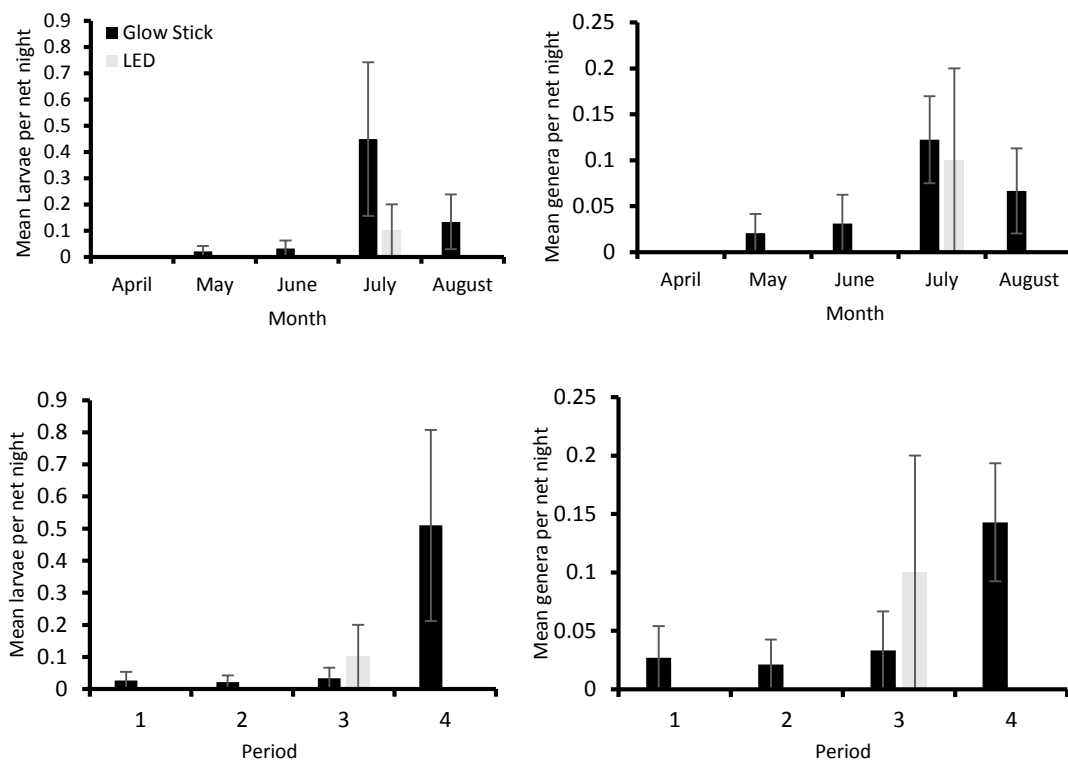 Mean Larvae per net night
0.9
0.8
0.7
0.6
0.5
0.4
0.3
0.2
0.1
0
Glow Stick
LED
April May June July August
Month
Mean genera per net night
0.25
0.2
0.15
0.1
0.05
0
April May June July August
Month
Mean larvae per net night
0.9
0.8
0.7
0.6
0.5
0.4
0.3
0.2
0.1
0
1 2 3 4
Period
Mean genera per net night
0.25
0.2
0.15
0.1
0.05
0
1 2 3 4
Period